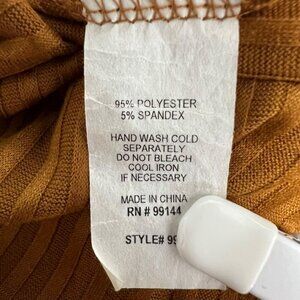 95% POLYESTER
5% SPANDEX
HAND WASH COLD
SEPARATELY
DO NOT BLEACH
COOL IRON
IF NECESSARY
MADE IN CHINA
RN # 99144
STYLE#